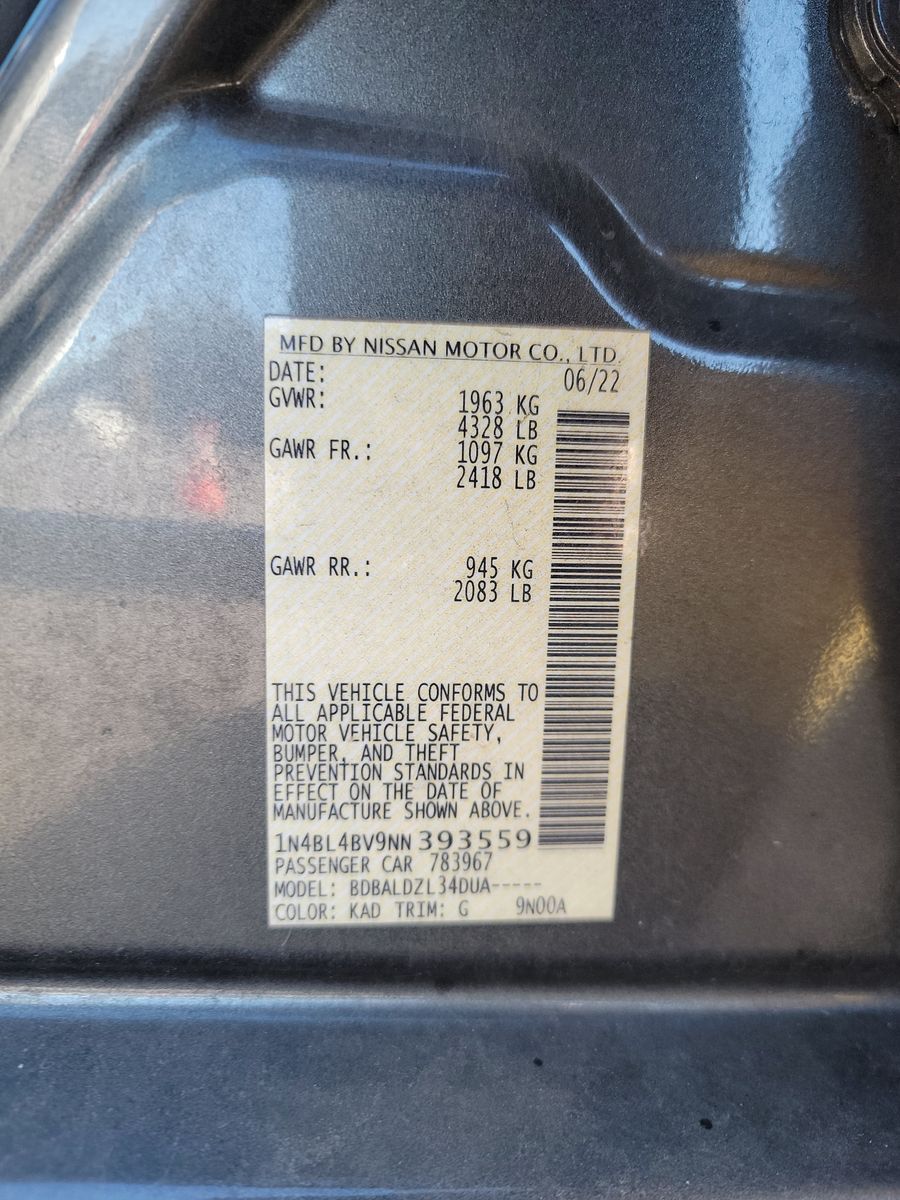 MFD BY NISSAN MOTOR CO., LTD.
DATE: 06/22
GVWR: 1963 KG
4328 LB
GAWR FR.: 1097 KG
2418 LB
GAWR RR.: 945 KG
2083 LB
THIS VEHICLE CONFORMS TO
ALL APPLICABLE FEDERAL
MOTOR VEHICLE SAFETY,
BUMPER, AND THEFT
PREVENTION STANDARDS IN
EFFECT ON THE DATE OF
MANUFACTURE SHOWN ABOVE.
1N4BL4BV9NN 393559
PASSENGER CAR 783967
MODEL: BDBALDZL34DUA-----
COLOR: KAD TRIM: G 9N00A